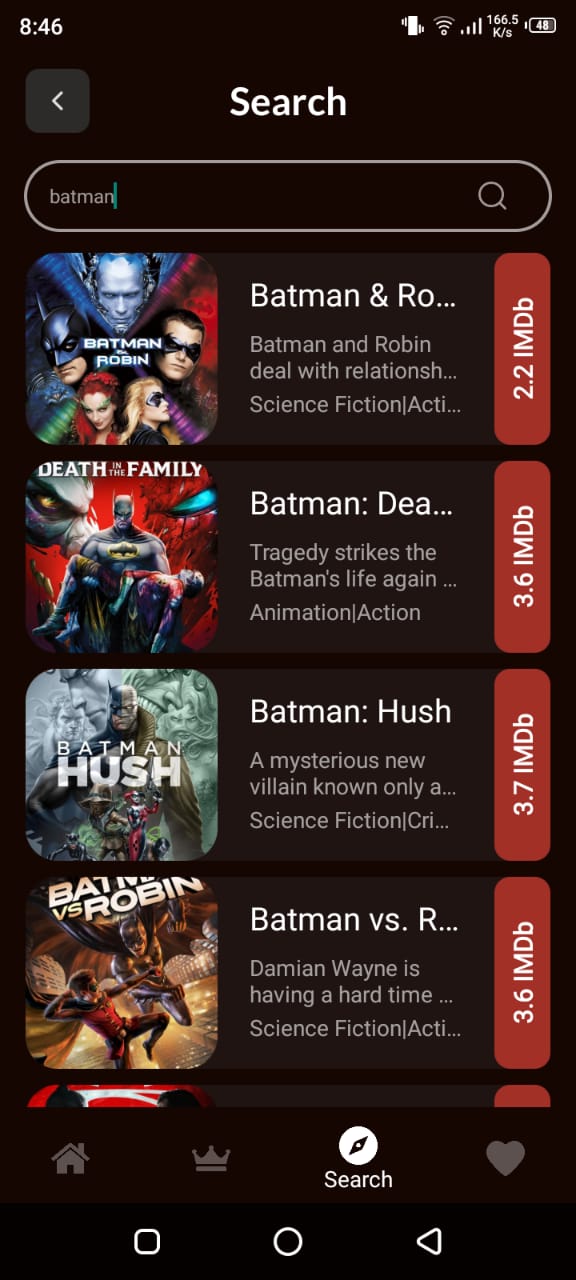 8:46
166.5
K/s
48
Search
batman
BATMAN
&
ROBIN
Batman & Ro...
Batman and Robin
deal with relationsh...
Science Fiction|Acti...
2.2 IMDb
DEATH IN THE FAMILY
Batman: Dea...
Tragedy strikes the
Batman's life again ...
Animation|Action
3.6 IMDb
BATMAN
HUSH
Batman: Hush
A mysterious new
villain known only a...
Science Fiction|Cri...
3.7 IMDb
BATMAN
VS ROBIN
Batman vs. R...
Damian Wayne is
having a hard time ...
Science Fiction|Acti...
3.6 IMDb
Search